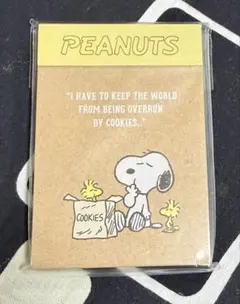 PEANUTS
"I HAVE TO KEEP THE WORLD
FROM BEING OVERRUN
BY COOKIES.."
COOKIES